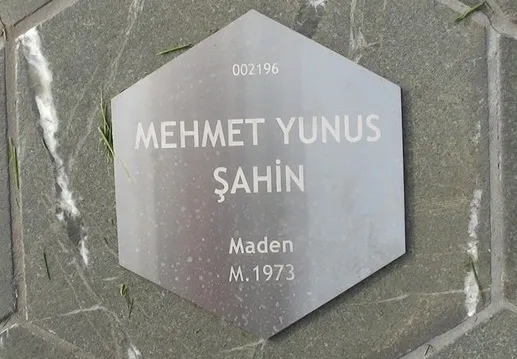 002196
MEHMET YUNUS
ŞAHİN
Maden
M.1973